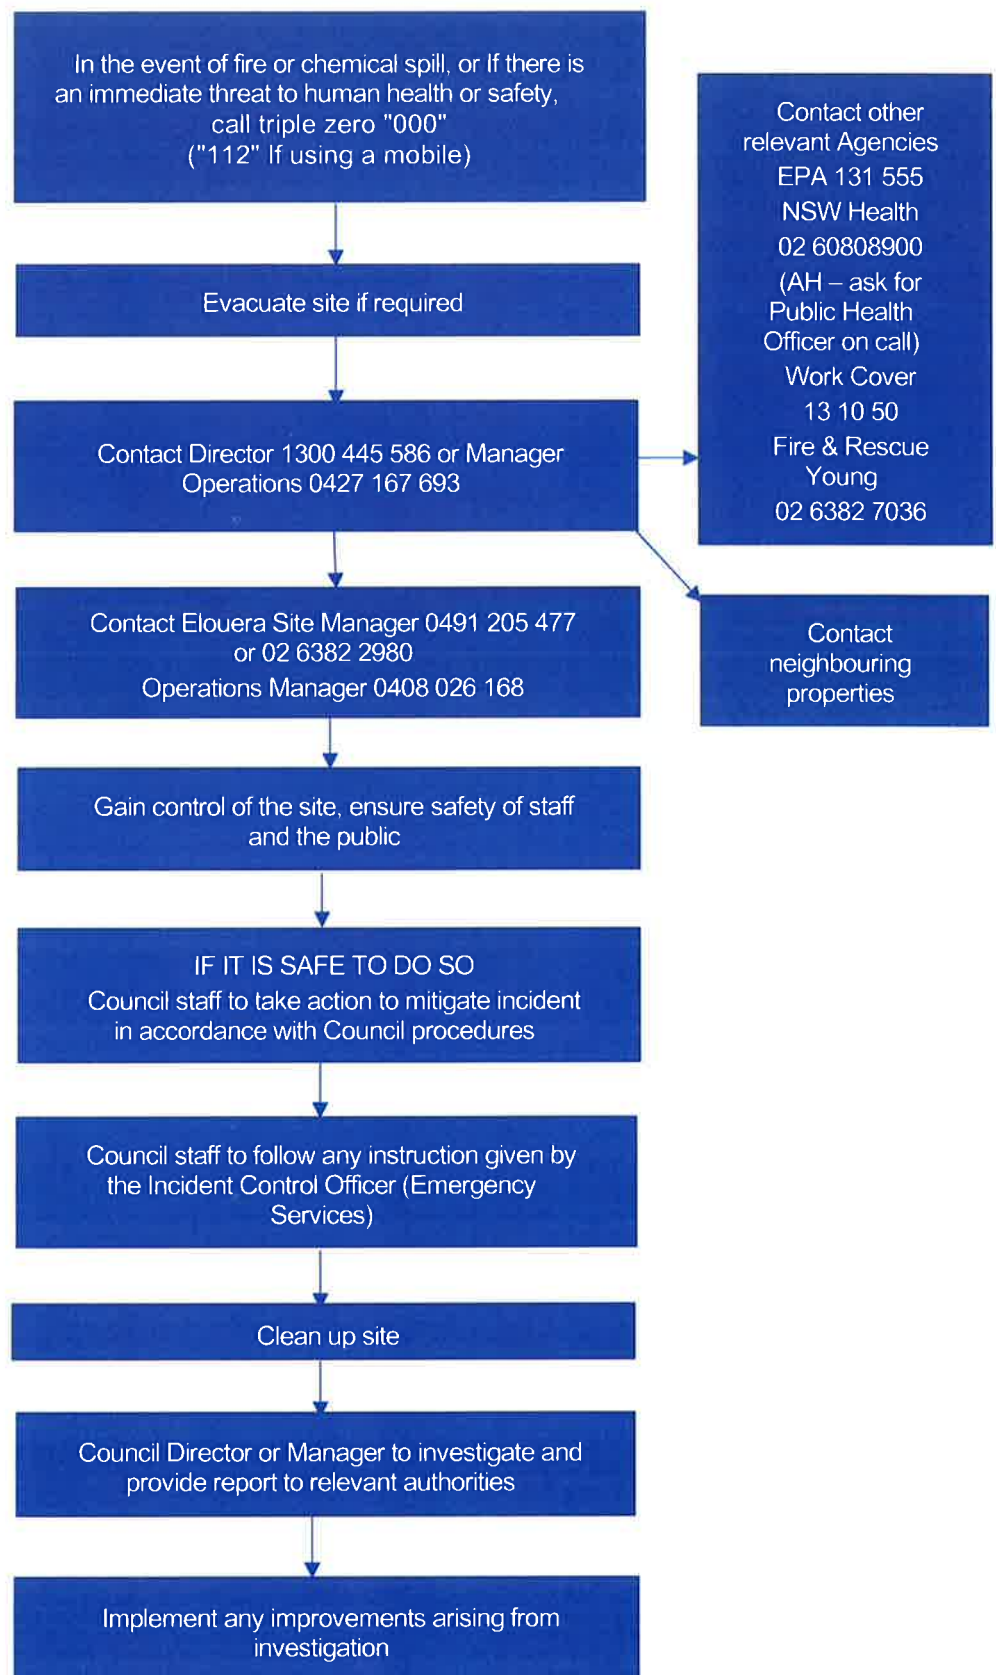 In the event of fire or chemical spill, or If there is
an immediate threat to human health or safety,
call triple zero "000"
("112" If using a mobile)
Contact other
relevant Agencies
EPA 131 555
NSW Health
02 60808900
(AH – ask for
Public Health
Officer on call)
Work Cover
13 10 50
Fire & Rescue
Young
02 6382 7036
Evacuate site if required
Contact Director 1300 445 586 or Manager
Operations 0427 167 693
Contact Elouera Site Manager 0491 205 477
or 02 6382 2980
Operations Manager 0408 026 168
Contact
neighbouring
properties
Gain control of the site, ensure safety of staff
and the public
IF IT IS SAFE TO DO SO
Council staff to take action to mitigate incident
in accordance with Council procedures
Council staff to follow any instruction given by
the Incident Control Officer (Emergency
Services)
Clean up site
Council Director or Manager to investigate and
provide report to relevant authorities
Implement any improvements arising from
investigation